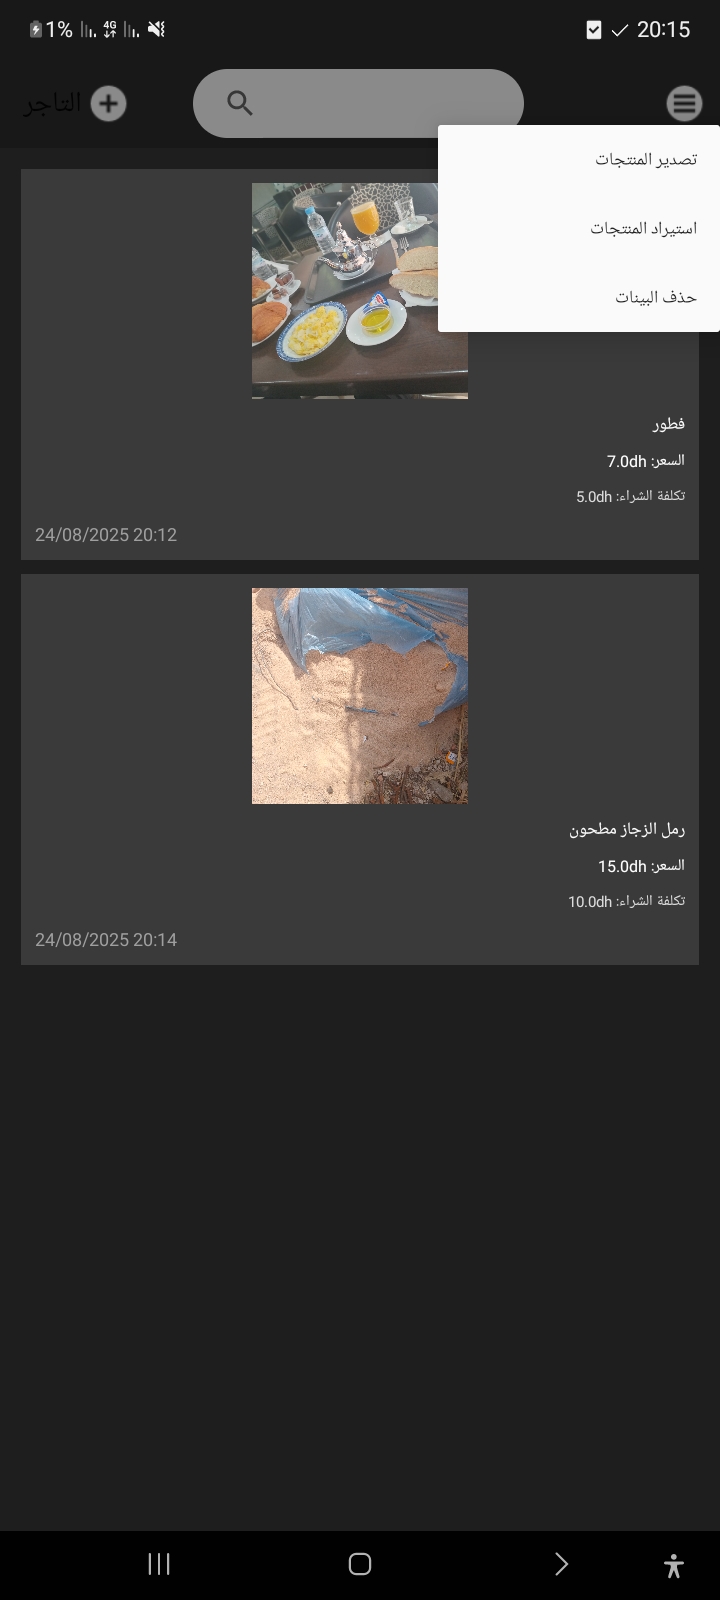 1% 4G 20:15
التاجر
تصدير المنتجات
استيراد المنتجات
حذف البينات
فطور
السعر: 7.0dh
تكلفة الشراء: 5.0dh
24/08/2025 20:12
رمل الزجاز مطحون
السعر: 15.0dh
تكلفة الشراء: 10.0dh
24/08/2025 20:14